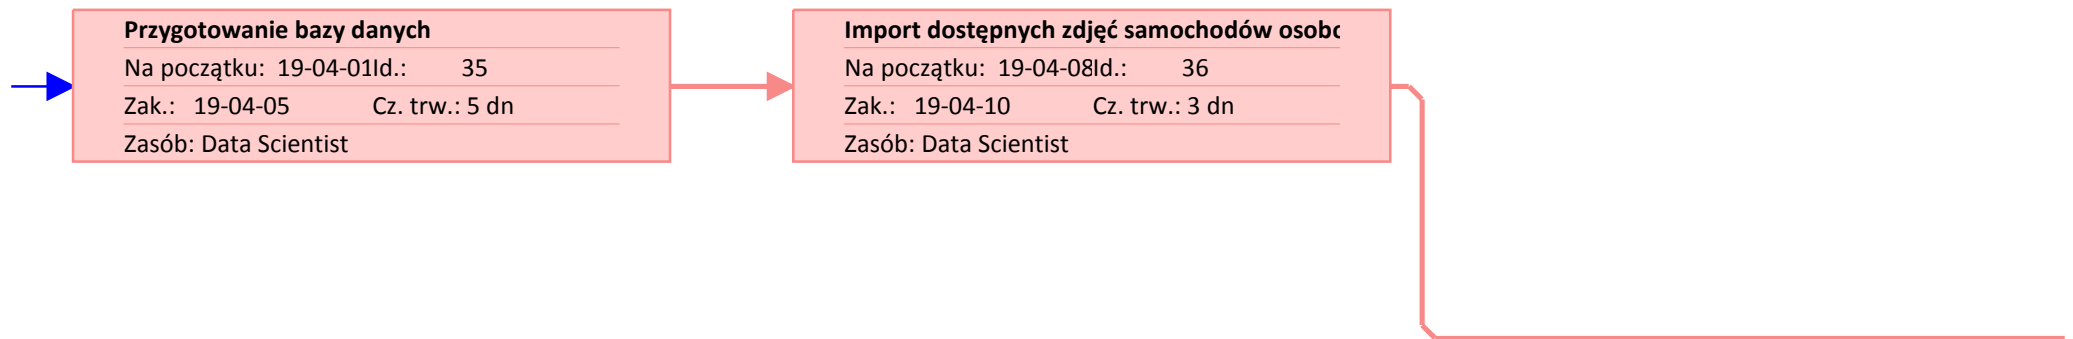 Przygotowanie bazy danych
Na początku: 19-04-01Id.: 35
Zak.: 19-04-05 Cz. trw.: 5 dn
Zasób: Data Scientist
Import dostępnych zdjęć samochodów osobo
Na początku: 19-04-08Id.: 36
Zak.: 19-04-10 Cz. trw.: 3 dn
Zasób: Data Scientist